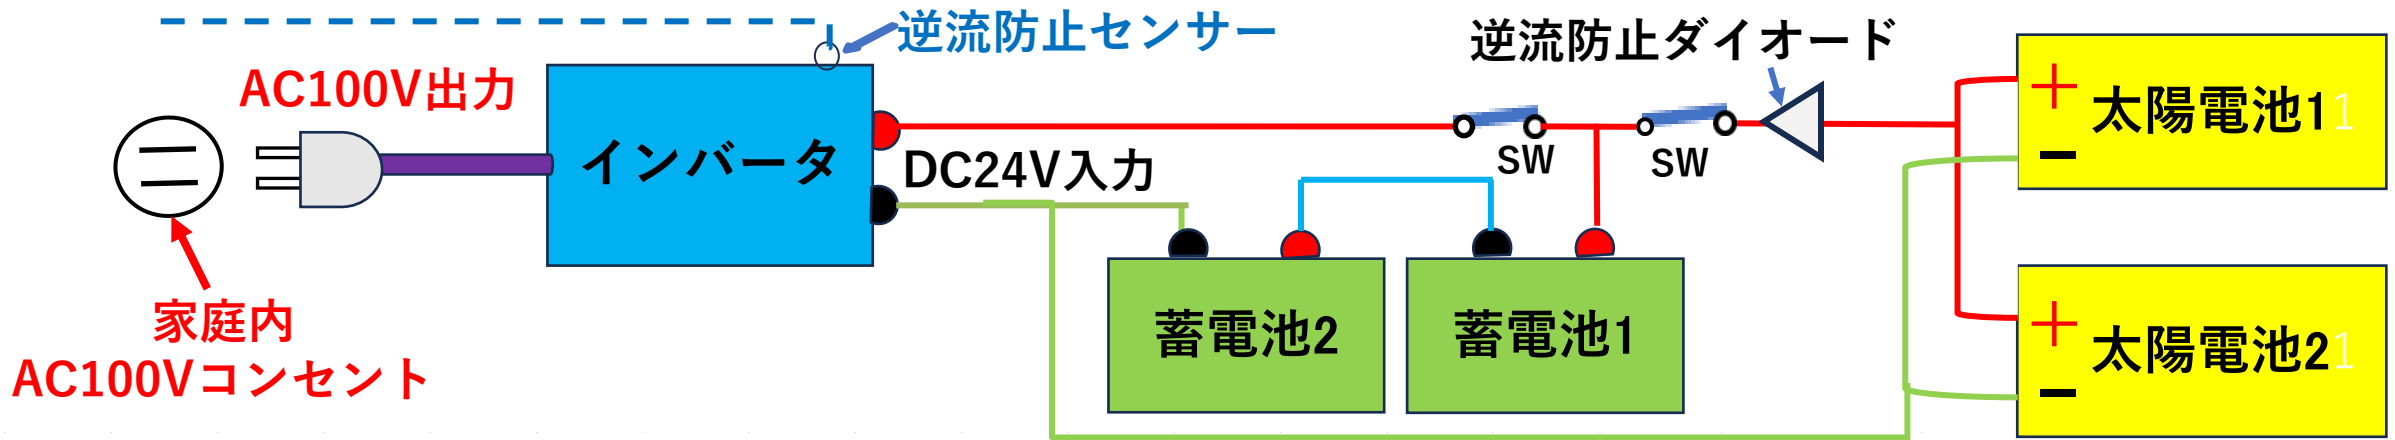 逆流防止センサー
逆流防止ダイオード
AC100V出力
インバータ
DC24V入力
SW
SW
+
太陽電池11
−
家庭内
AC100Vコンセント
蓄電池2
蓄電池1
+
太陽電池21
−